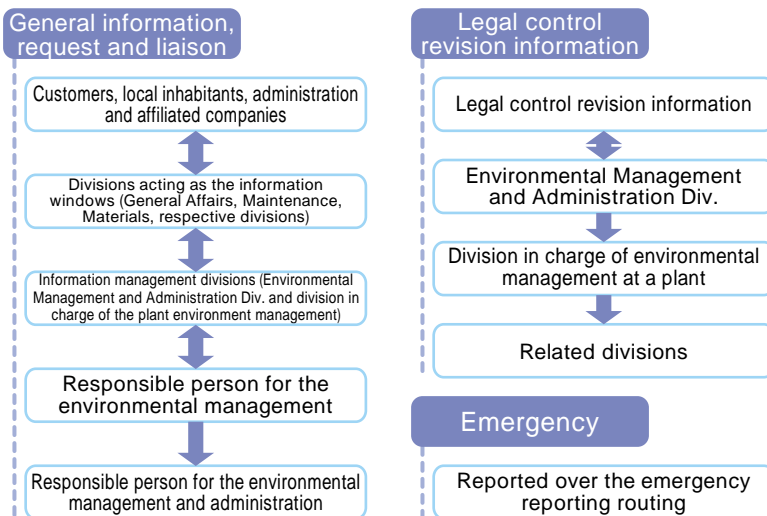 General information,
request and liaison
Customers, local inhabitants, administration
and affiliated companies
Divisions acting as the information
windows (General Affairs, Maintenance,
Materials, respective divisions)
Information management divisions (Environmental
Management and Administration Div. and division in
charge of the plant environment management)
Responsible person for the
environmental management
Responsible person for the environmental
management and administration
Legal control
revision information
Legal control revision information
Environmental Management
and Administration Div.
Division in charge of environmental
management at a plant
Related divisions
Emergency
Reported over the emergency
reporting routing